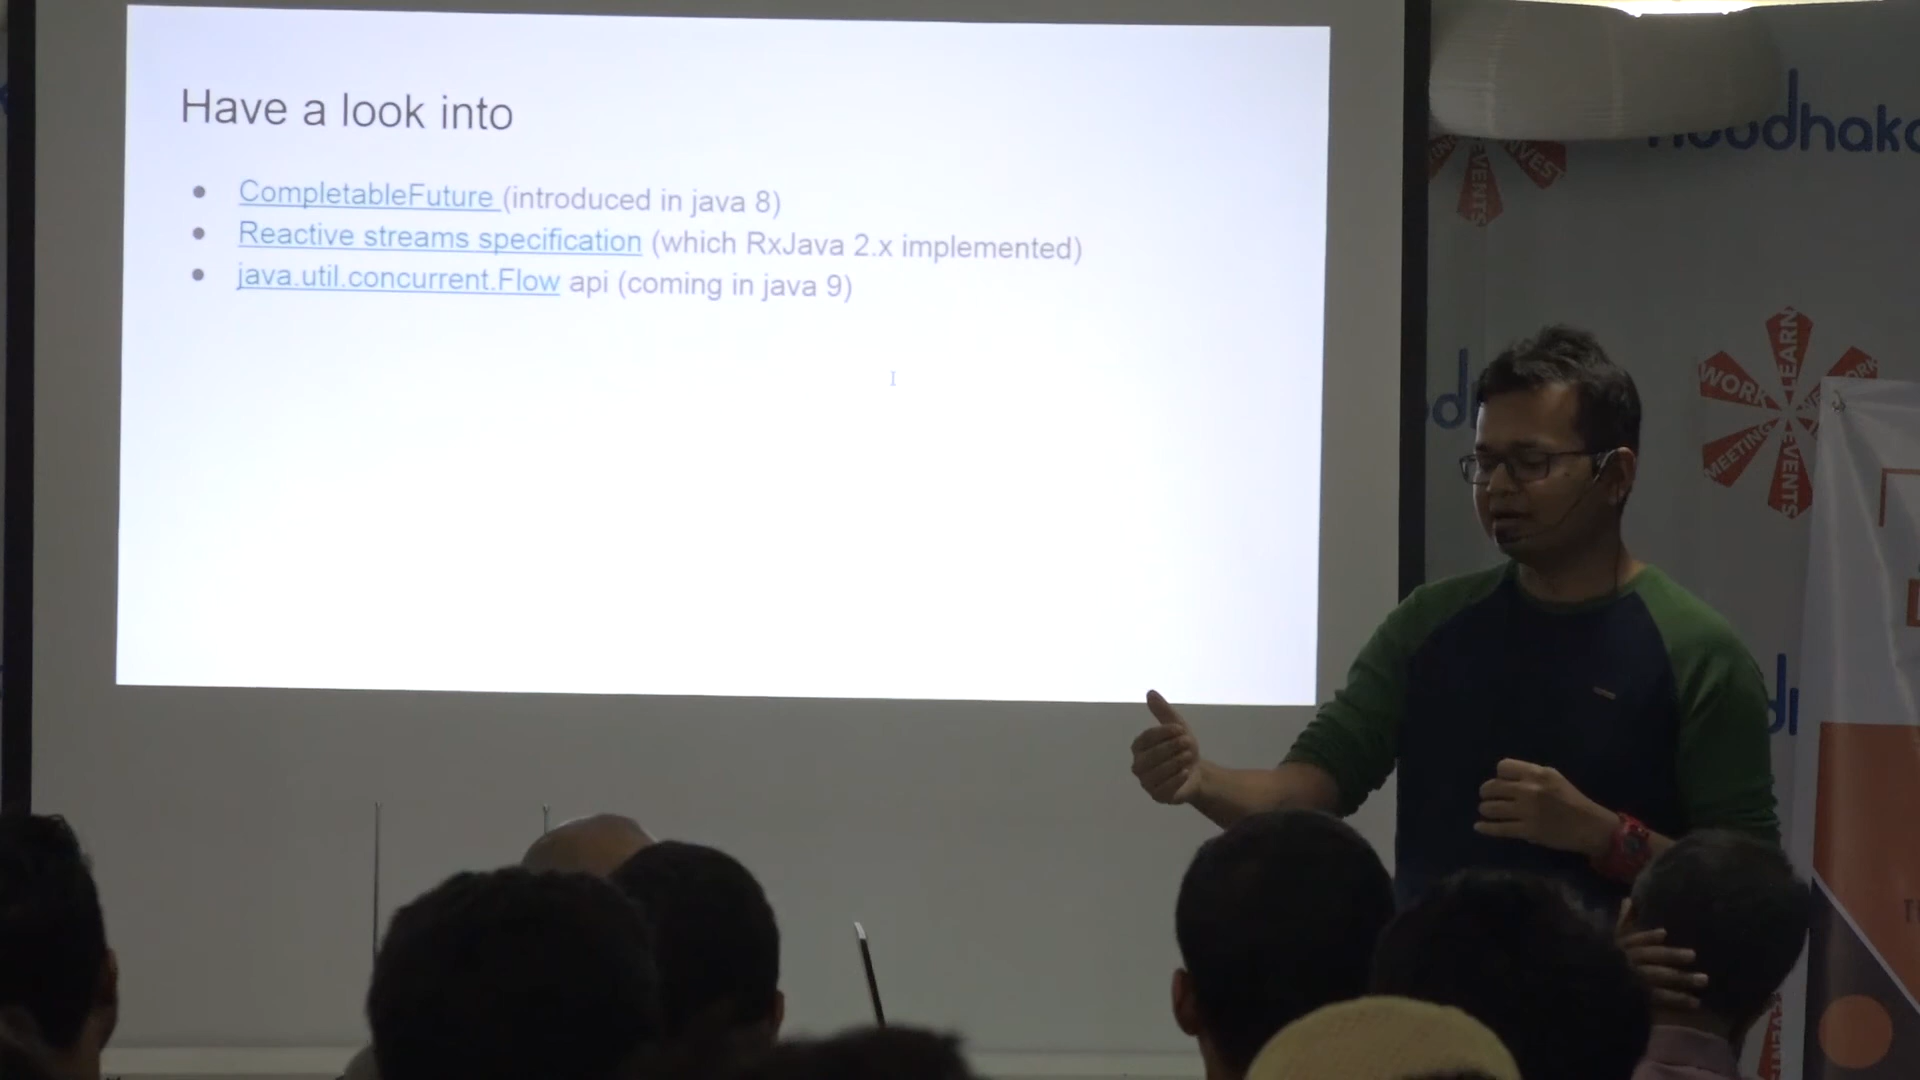 Have a look into
CompletableFuture (introduced in java 8)
Reactive streams specification (which RxJava 2.x implemented)
java.util.concurrent.Flow api (coming in java 9)
EVENTS
LEARN
WORK
MEETING
EVENTS